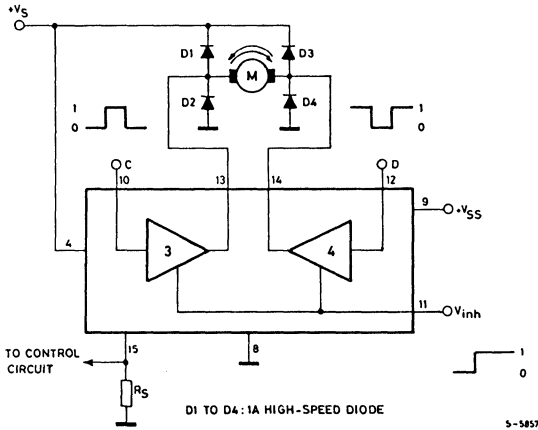 +VS
D1
D3
M
D2
D4
1
0
1
0
C
D
10
13
14
12
9
+VSS
4
3
4
11
Vinh
15
8
TO CONTROL
CIRCUIT
RS
1
0
D1 TO D4: 1A HIGH-SPEED DIODE
S-5857